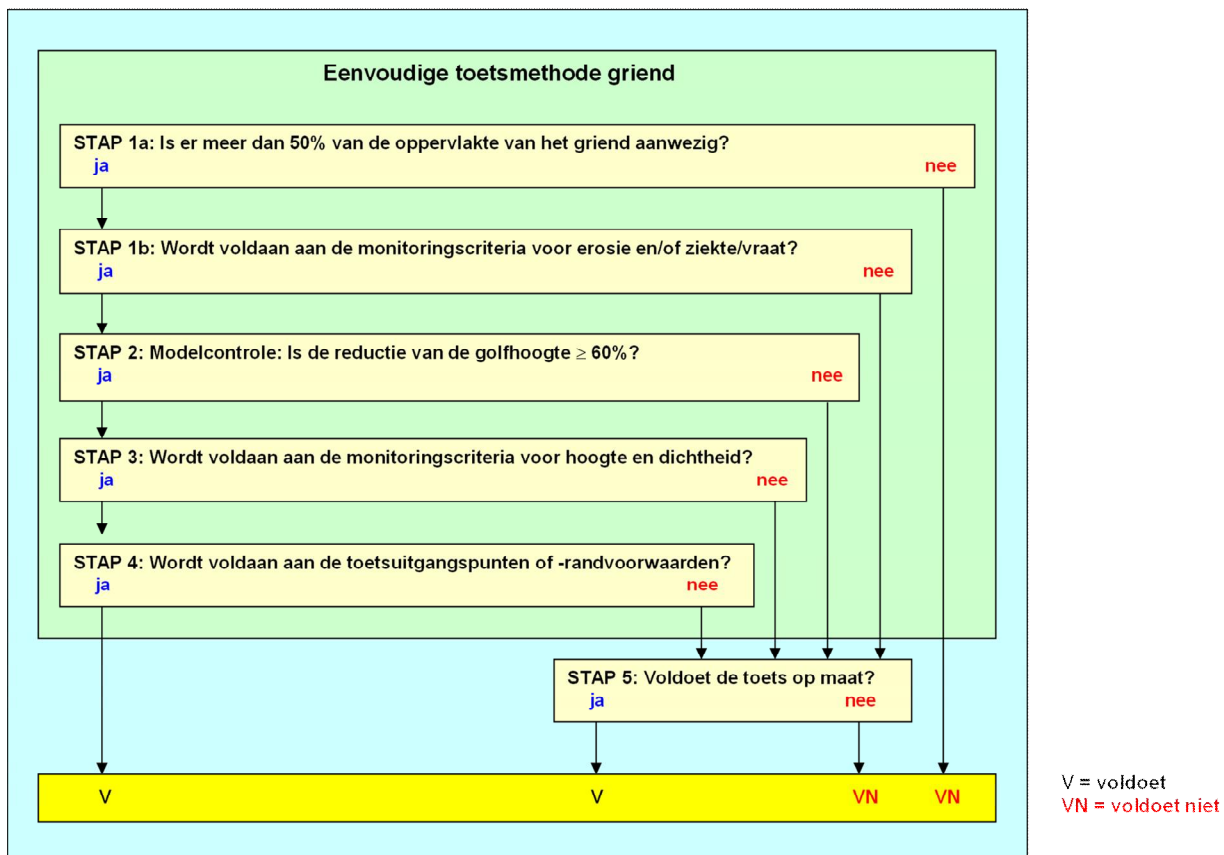 Eenvoudige toetsmethode griend
STAP 1a: Is er meer dan 50% van de oppervlakte van het griend aanwezig?
ja nee
STAP 1b: Wordt voldaan aan de monitoringscriteria voor erosie en/of ziekte/vraat?
ja nee
STAP 2: Modelcontrole: Is de reductie van de golfhoogte ≥ 60%?
ja nee
STAP 3: Wordt voldaan aan de monitoringscriteria voor hoogte en dichtheid?
ja nee
STAP 4: Wordt voldaan aan de toetsuitgangspunten of -randvoorwaarden?
ja nee
STAP 5: Voldoet de toets op maat?
ja nee
V V VN VN
V = voldoet
VN = voldoet niet